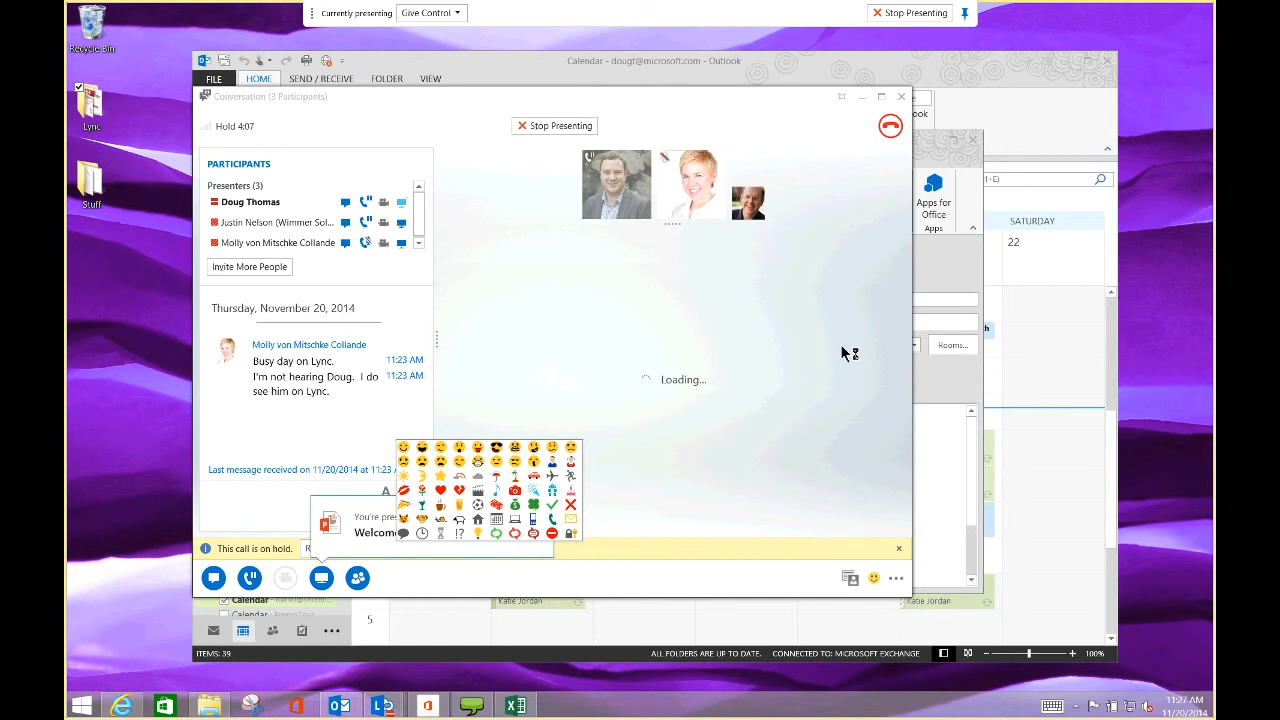 Currently presenting
Give Control
Stop Presenting
Recycle Bin
Calendar - dougt@microsoft.com - Outlook
FILE
HOME
SEND / RECEIVE
FOLDER
VIEW
Conversation (3 Participants)
Hold 4:07
Stop Presenting
Lync
PARTICIPANTS
Presenters (3)
Doug Thomas
Justin Nelson (Wimmer Sol...
Molly von Mitschke Collande
Invite More People
Apps for
Office
Apps
SATURDAY
22
Stuff
Thursday, November 20, 2014
Molly von Mitschke Collande
Busy day on Lync.
11:23 AM
I'm not hearing Doug. I do
see him on Lync.
11:23 AM
Rooms...
Loading...
Last message received on 11/20/2014 at 11:23 A
A
You're pres
Welcom
This call is on hold.
R
Calendar
Katie Jordan
Katie Jordan
5
ITEMS: 39
ALL FOLDERS ARE UP TO DATE.
CONNECTED TO: MICROSOFT EXCHANGE
100%
11:27 AM
11/20/2014